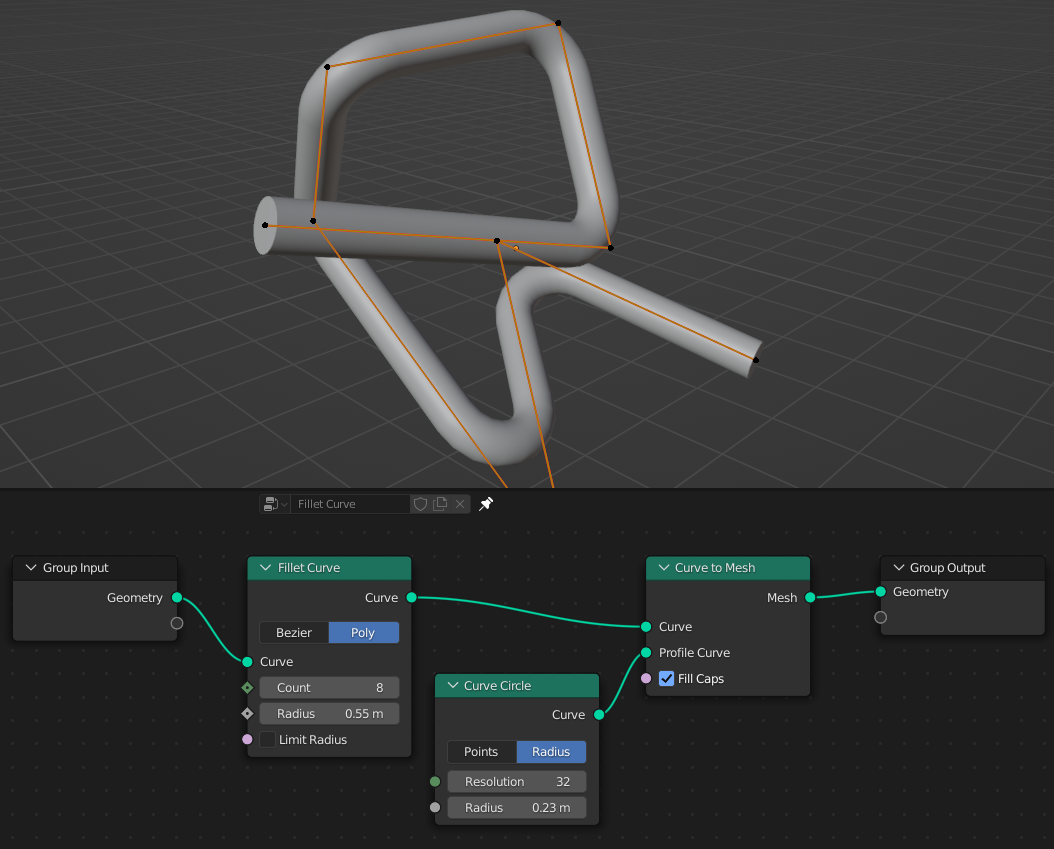 Fillet Curve
Group Input
Geometry
Fillet Curve
Curve
Bezier Poly
Curve
Count 8
Radius 0.55 m
Limit Radius
Curve Circle
Curve
Points Radius
Resolution 32
Radius 0.23 m
Curve to Mesh
Mesh
Curve
Profile Curve
Fill Caps
Group Output
Geometry